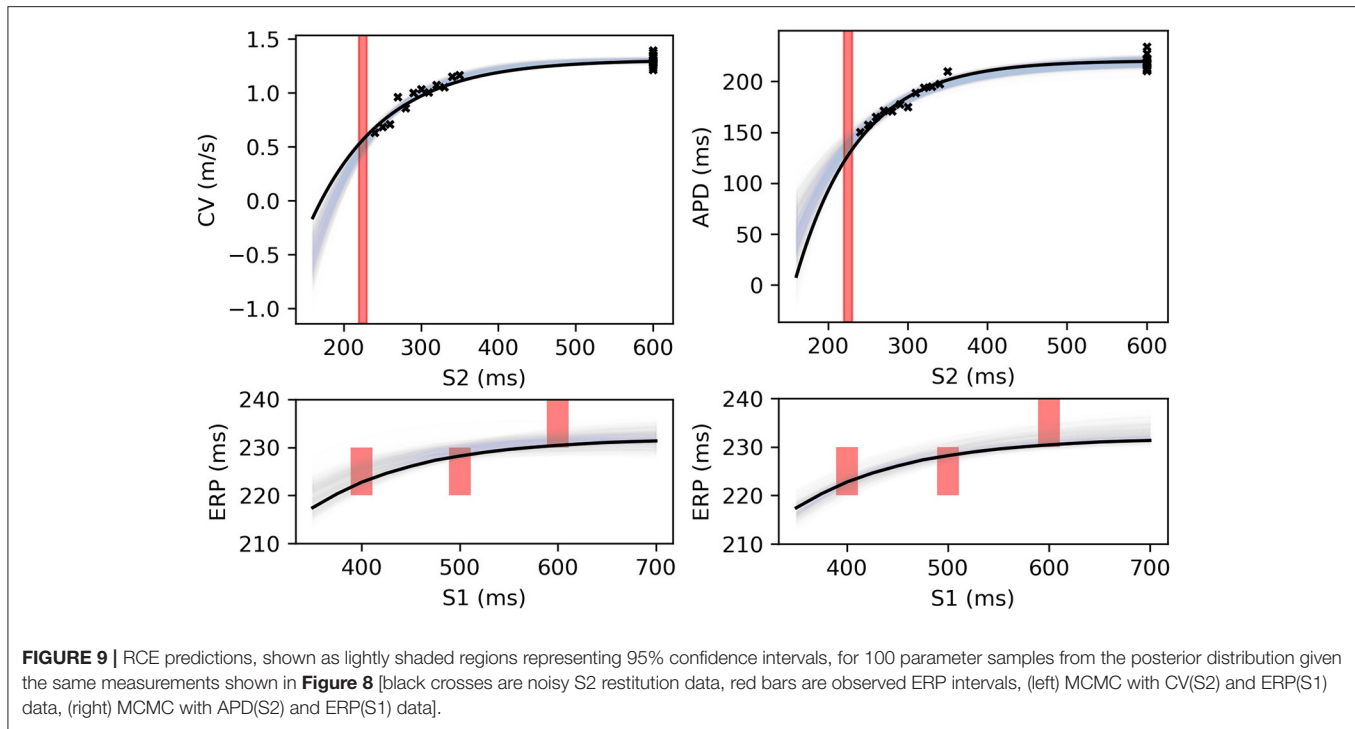 1.5
1.0
0.5
0.0
−0.5
−1.0
CV (m/s)
200 300 400 500 600
S2 (ms)
200
150
100
50
0
APD (ms)
200 300 400 500 600
S2 (ms)
240
230
220
210
ERP (ms)
400 500 600 700
S1 (ms)
240
230
220
210
ERP (ms)
400 500 600 700
S1 (ms)
FIGURE 9 | RCE predictions, shown as lightly shaded regions representing 95% confidence intervals, for 100 parameter samples from the posterior distribution given
the same measurements shown in Figure 8 [black crosses are noisy S2 restitution data, red bars are observed ERP intervals, (left) MCMC with CV(S2) and ERP(S1)
data, (right) MCMC with APD(S2) and ERP(S1) data].